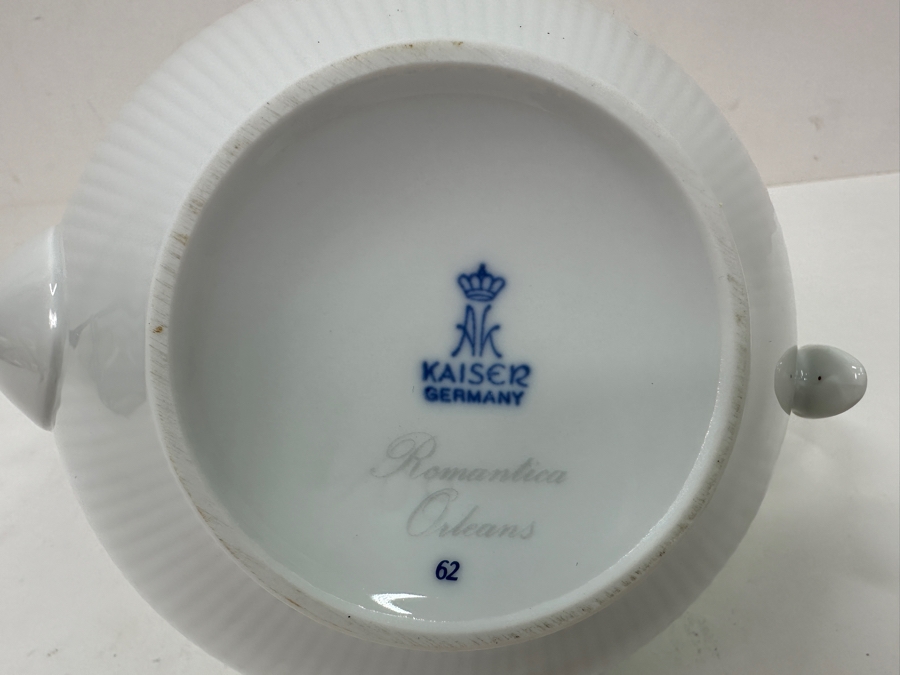 AK
KAISER
GERMANY
Romantica
Orleans
62